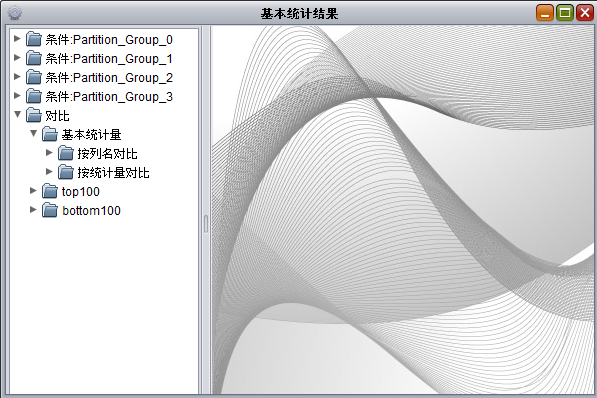 基本统计结果
条件:Partition_Group_0
条件:Partition_Group_1
条件:Partition_Group_2
条件:Partition_Group_3
对比
基本统计量
按列名对比
按统计量对比
top100
bottom100